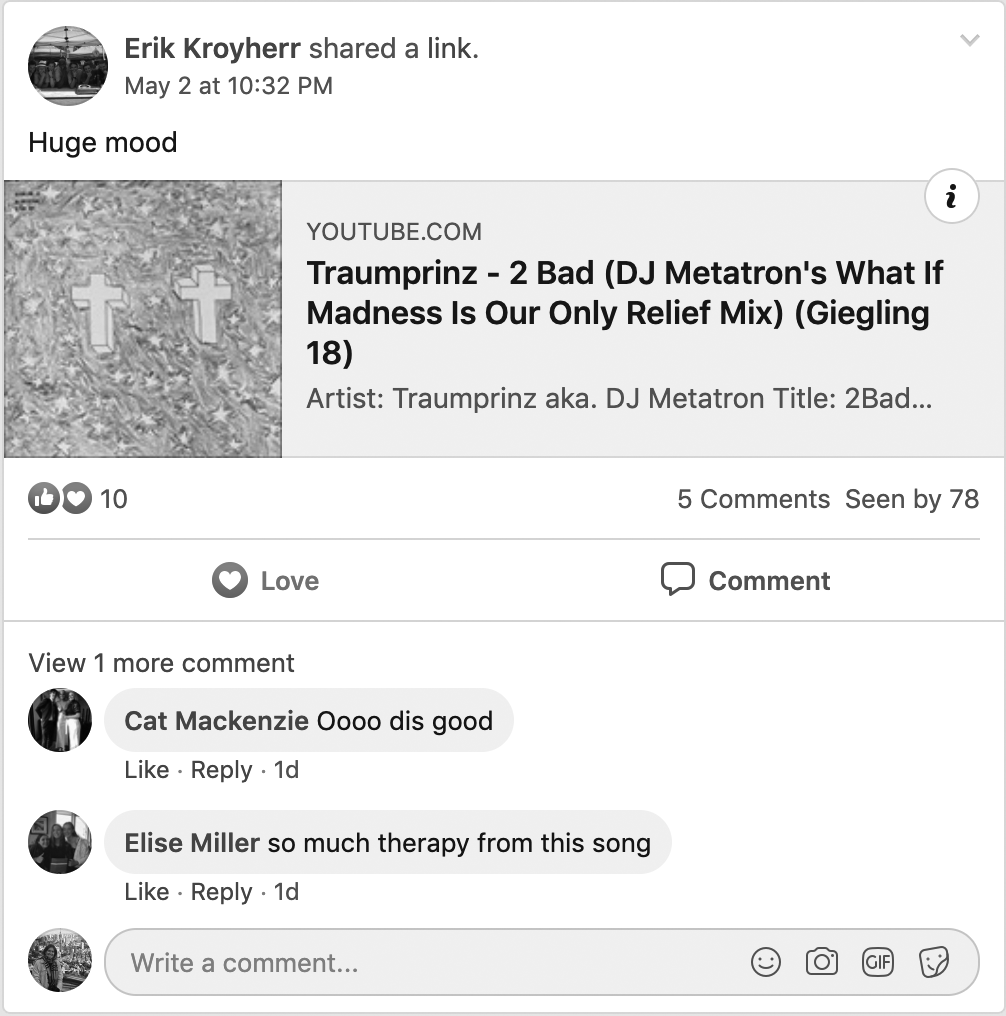 Erik Kroyherr shared a link.
May 2 at 10:32 PM
Huge mood
i
YOUTUBE.COM
Traumprinz - 2 Bad (DJ Metatron's What If
Madness Is Our Only Relief Mix) (Giegling
18)
Artist: Traumprinz aka. DJ Metatron Title: 2Bad...
10
5 Comments Seen by 78
Love
Comment
View 1 more comment
Cat Mackenzie Oooo dis good
Like · Reply · 1d
Elise Miller so much therapy from this song
Like · Reply · 1d
Write a comment...
GIF